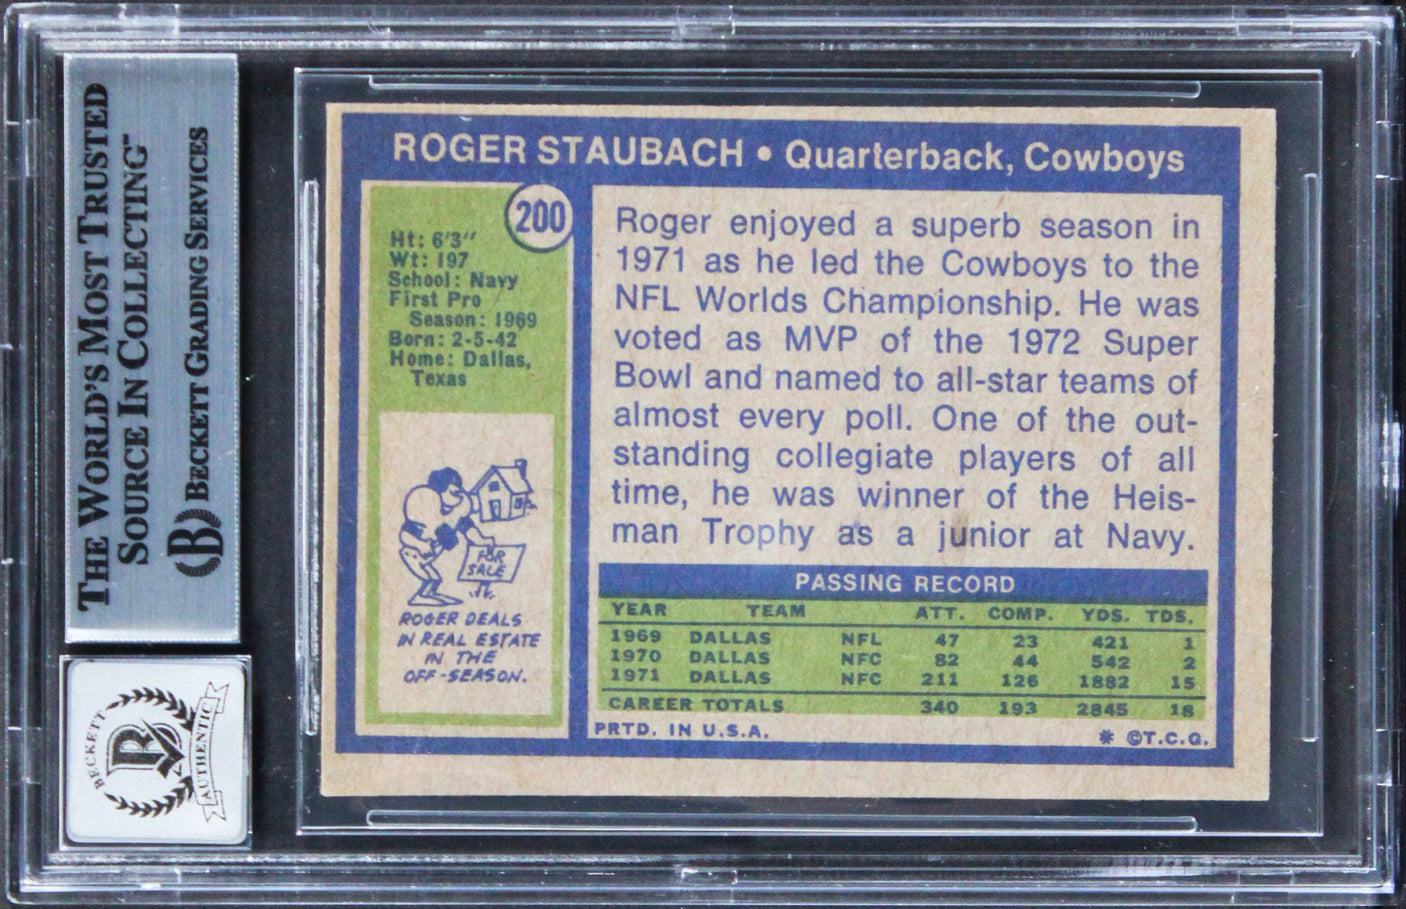 THE WORLD'S MOST TRUSTED
SOURCE IN COLLECTING™
B BECKETT GRADING SERVICES
BECKETT
B
AUTHENTIC
ROGER STAUBACH • Quarterback, Cowboys
200
Ht: 6'3"
Wt: 197
School: Navy
First Pro
Season: 1969
Born: 2-5-42
Home: Dallas,
Texas
FOR
SALE
ROGER DEALS
IN REAL ESTATE
IN THE
OFF-SEASON.
Roger enjoyed a superb season in
1971 as he led the Cowboys to the
NFL Worlds Championship. He was
voted as MVP of the 1972 Super
Bowl and named to all-star teams of
almost every poll. One of the out-
standing collegiate players of all
time, he was winner of the Heis-
man Trophy as a junior at Navy.
PASSING RECORD
YEAR TEAM ATT. COMP. YDS. TDS.
1969 DALLAS NFL 47 23 421 1
1970 DALLAS NFC 82 44 542 2
1971 DALLAS NFC 211 126 1882 15
CAREER TOTALS 340 193 2845 18
PRTD. IN U.S.A. * ©T.C.G.